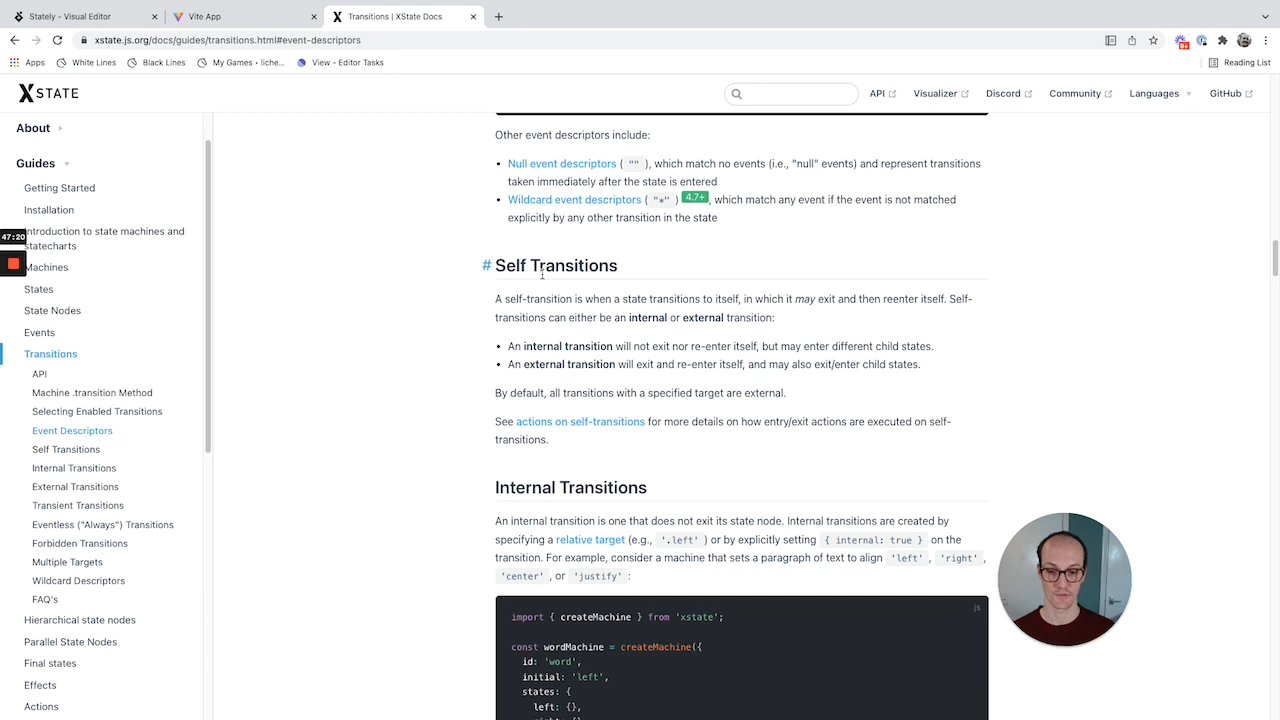 Stately - Visual Editor
Vite App
Transitions | XState Docs
xstate.js.org/docs/guides/transitions.html#event-descriptors
Apps
White Lines
Black Lines
My Games · liche...
View - Editor Tasks
Reading List
XSTATE
API
Visualizer
Discord
Community
Languages
GitHub
About
Guides
Getting Started
Installation
Introduction to state machines and
statecharts
Machines
States
State Nodes
Events
Transitions
API
Machine .transition Method
Selecting Enabled Transitions
Event Descriptors
Self Transitions
Internal Transitions
External Transitions
Transient Transitions
Eventless ("Always") Transitions
Forbidden Transitions
Multiple Targets
Wildcard Descriptors
FAQ's
Hierarchical state nodes
Parallel State Nodes
Final states
Effects
Actions
47:20
Other event descriptors include:
• Null event descriptors ( "" ), which match no events (i.e., "null" events) and represent transitions
taken immediately after the state is entered
• Wildcard event descriptors ( "*" ) 4.7+, which match any event if the event is not matched
explicitly by any other transition in the state
# Self Transitions
A self-transition is when a state transitions to itself, in which it may exit and then reenter itself. Self-
transitions can either be an internal or external transition:
• An internal transition will not exit nor re-enter itself, but may enter different child states.
• An external transition will exit and re-enter itself, and may also exit/enter child states.
By default, all transitions with a specified target are external.
See actions on self-transitions for more details on how entry/exit actions are executed on self-
transitions.
Internal Transitions
An internal transition is one that does not exit its state node. Internal transitions are created by
specifying a relative target (e.g., '.left' ) or by explicitly setting { internal: true } on the
transition. For example, consider a machine that sets a paragraph of text to align 'left' , 'right' ,
'center' , or 'justify' :
js
import { createMachine } from 'xstate';
const wordMachine = createMachine({
id: 'word',
initial: 'left',
states: {
left: {},